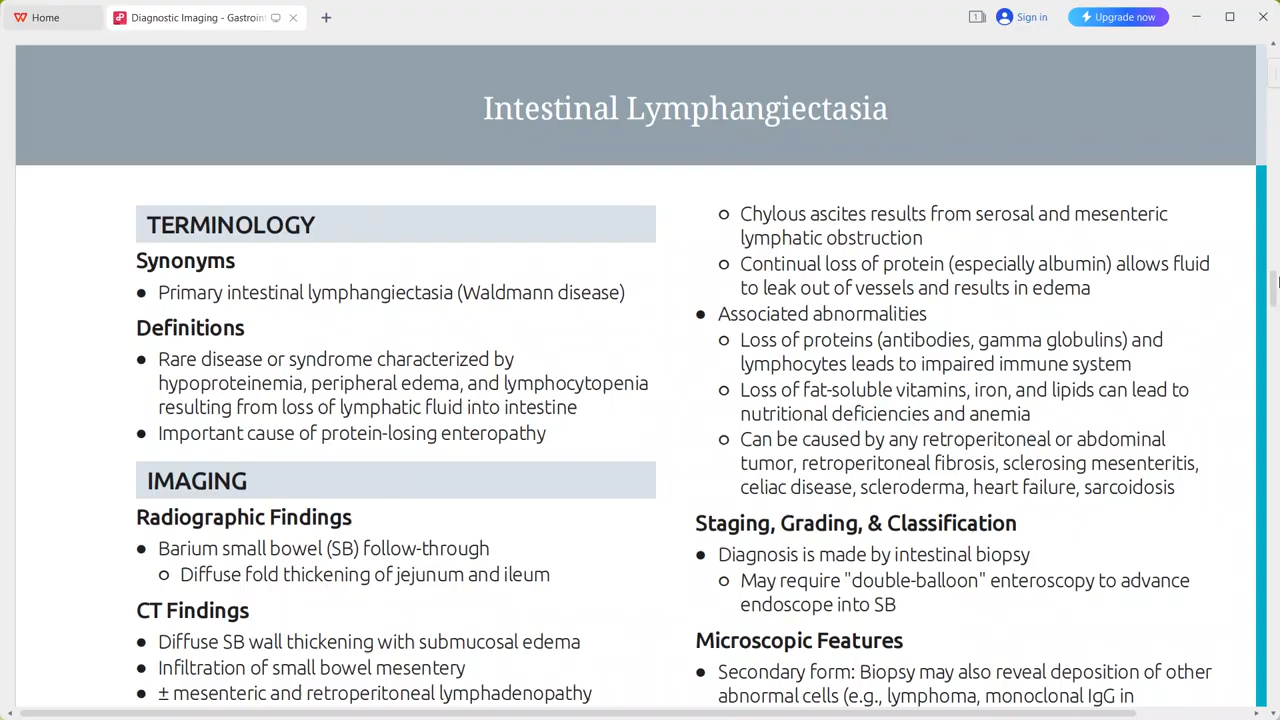 Home
Diagnostic Imaging - Gastroint
1
Sign in
Upgrade now
Intestinal Lymphangiectasia
TERMINOLOGY
Synonyms
● Primary intestinal lymphangiectasia (Waldmann disease)
Definitions
● Rare disease or syndrome characterized by
hypoproteinemia, peripheral edema, and lymphocytopenia
resulting from loss of lymphatic fluid into intestine
● Important cause of protein-losing enteropathy
IMAGING
Radiographic Findings
● Barium small bowel (SB) follow-through
○ Diffuse fold thickening of jejunum and ileum
CT Findings
● Diffuse SB wall thickening with submucosal edema
● Infiltration of small bowel mesentery
● ± mesenteric and retroperitoneal lymphadenopathy
○ Chylous ascites results from serosal and mesenteric
lymphatic obstruction
○ Continual loss of protein (especially albumin) allows fluid
to leak out of vessels and results in edema
● Associated abnormalities
○ Loss of proteins (antibodies, gamma globulins) and
lymphocytes leads to impaired immune system
○ Loss of fat-soluble vitamins, iron, and lipids can lead to
nutritional deficiencies and anemia
○ Can be caused by any retroperitoneal or abdominal
tumor, retroperitoneal fibrosis, sclerosing mesenteritis,
celiac disease, scleroderma, heart failure, sarcoidosis
Staging, Grading, & Classification
● Diagnosis is made by intestinal biopsy
○ May require "double-balloon" enteroscopy to advance
endoscope into SB
Microscopic Features
● Secondary form: Biopsy may also reveal deposition of other
abnormal cells (e.g., lymphoma, monoclonal IgG in